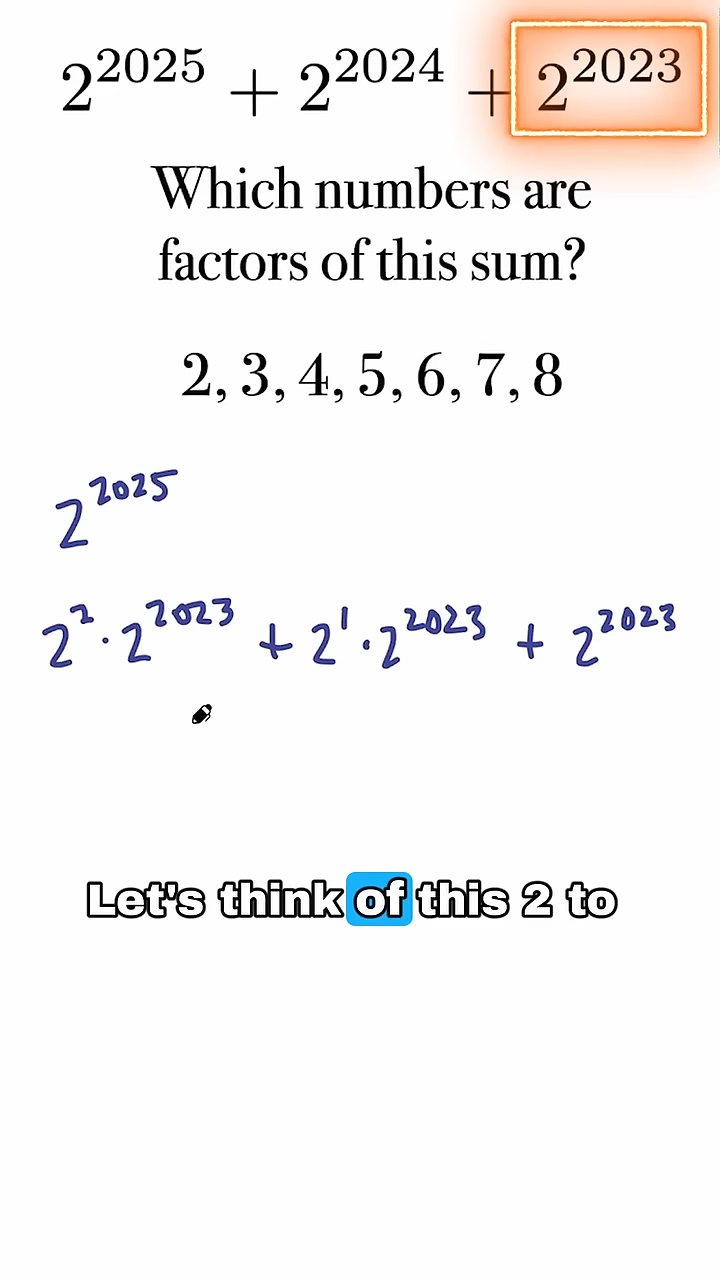 2^2025 + 2^2024 + 2^2023
Which numbers are
factors of this sum?
2, 3, 4, 5, 6, 7, 8
2^2025
2^2 · 2^2023 + 2^1 · 2^2023 + 2^2023
Let's think of this 2 to